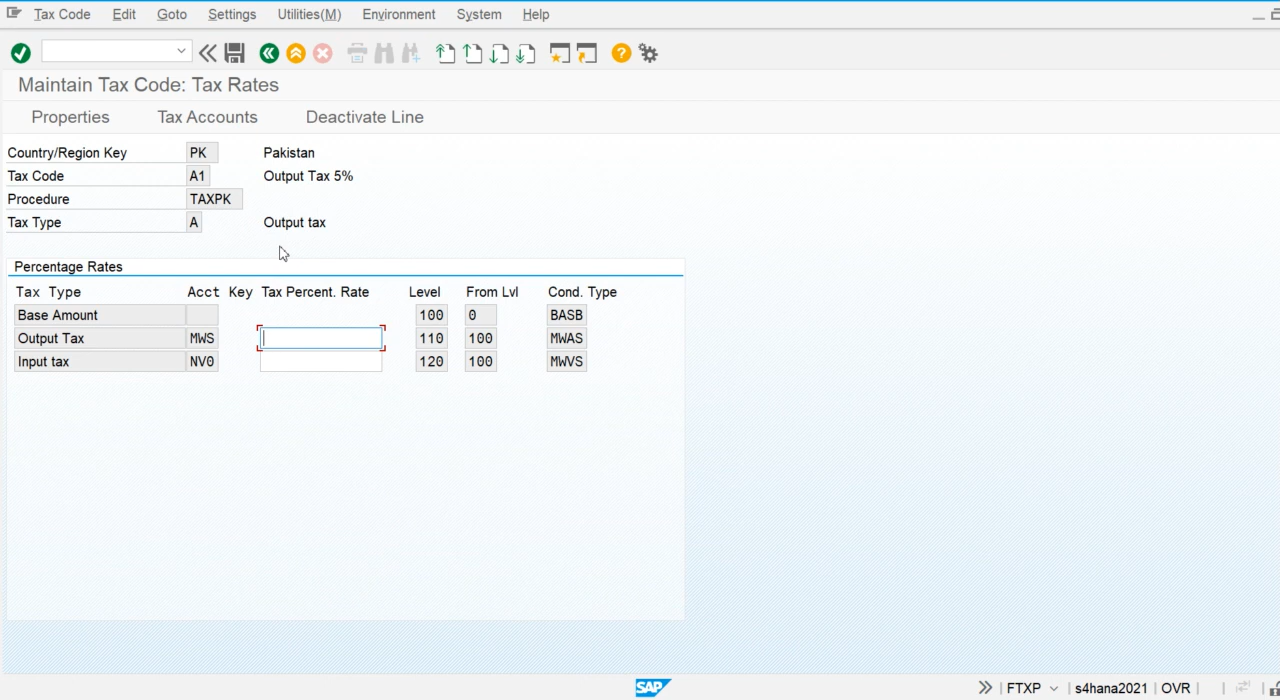 Tax Code Edit Goto Settings Utilities(M) Environment System Help
Maintain Tax Code: Tax Rates
Properties Tax Accounts Deactivate Line
Country/Region Key PK Pakistan
Tax Code A1 Output Tax 5%
Procedure TAXPK
Tax Type A Output tax
Percentage Rates
Tax Type Acct Key Tax Percent. Rate Level From Lvl Cond. Type
Base Amount 100 0 BASB
Output Tax MWS 110 100 MWAS
Input tax NV0 120 100 MWVS
SAP FTXP s4hana2021 OVR